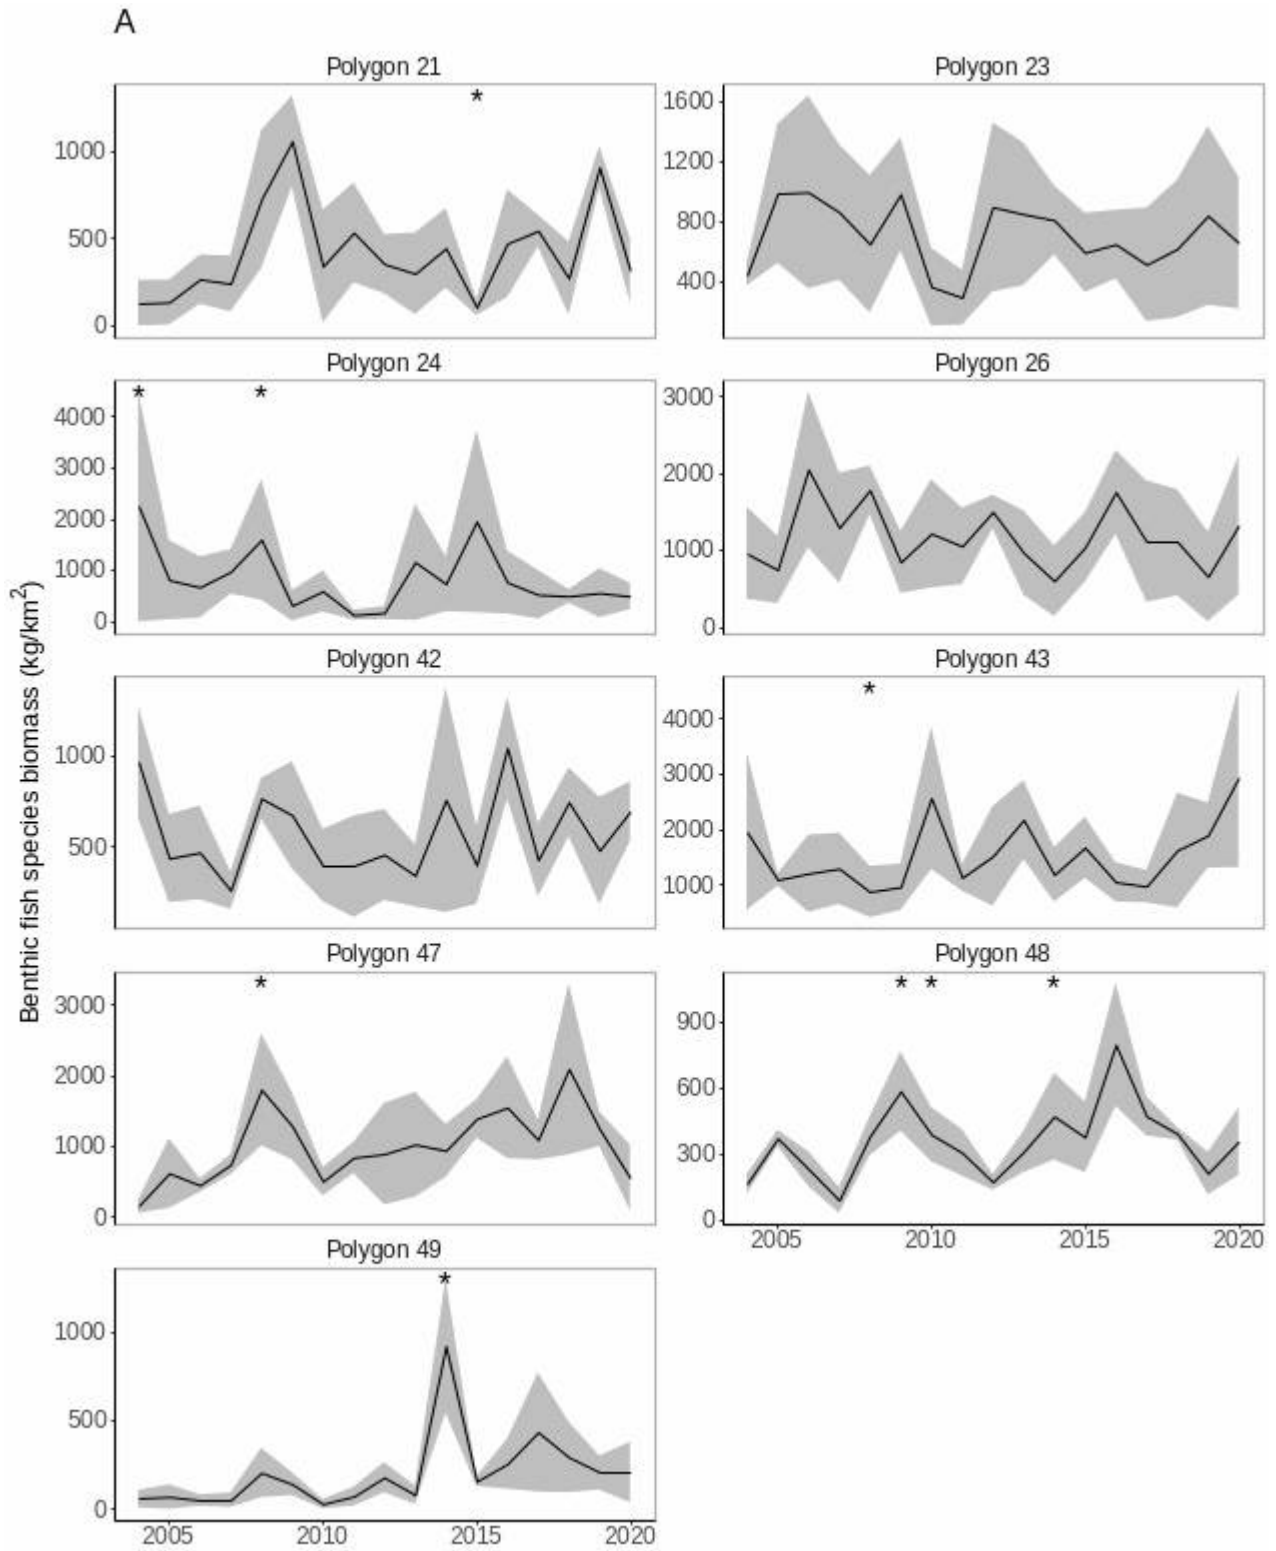 A
Polygon 21
Polygon 23
*
1000
500
0
1600
1200
800
400
Polygon 24
Polygon 26
* *
4000
3000
2000
1000
0
3000
2000
1000
0
Benthic fish species biomass (kg/km²)
Polygon 42
Polygon 43
1000
500
*
4000
3000
2000
1000
Polygon 47
Polygon 48
*
3000
2000
1000
0
* * *
900
600
300
0
2005 2010 2015 2020
Polygon 49
*
1000
500
0
2005 2010 2015 2020